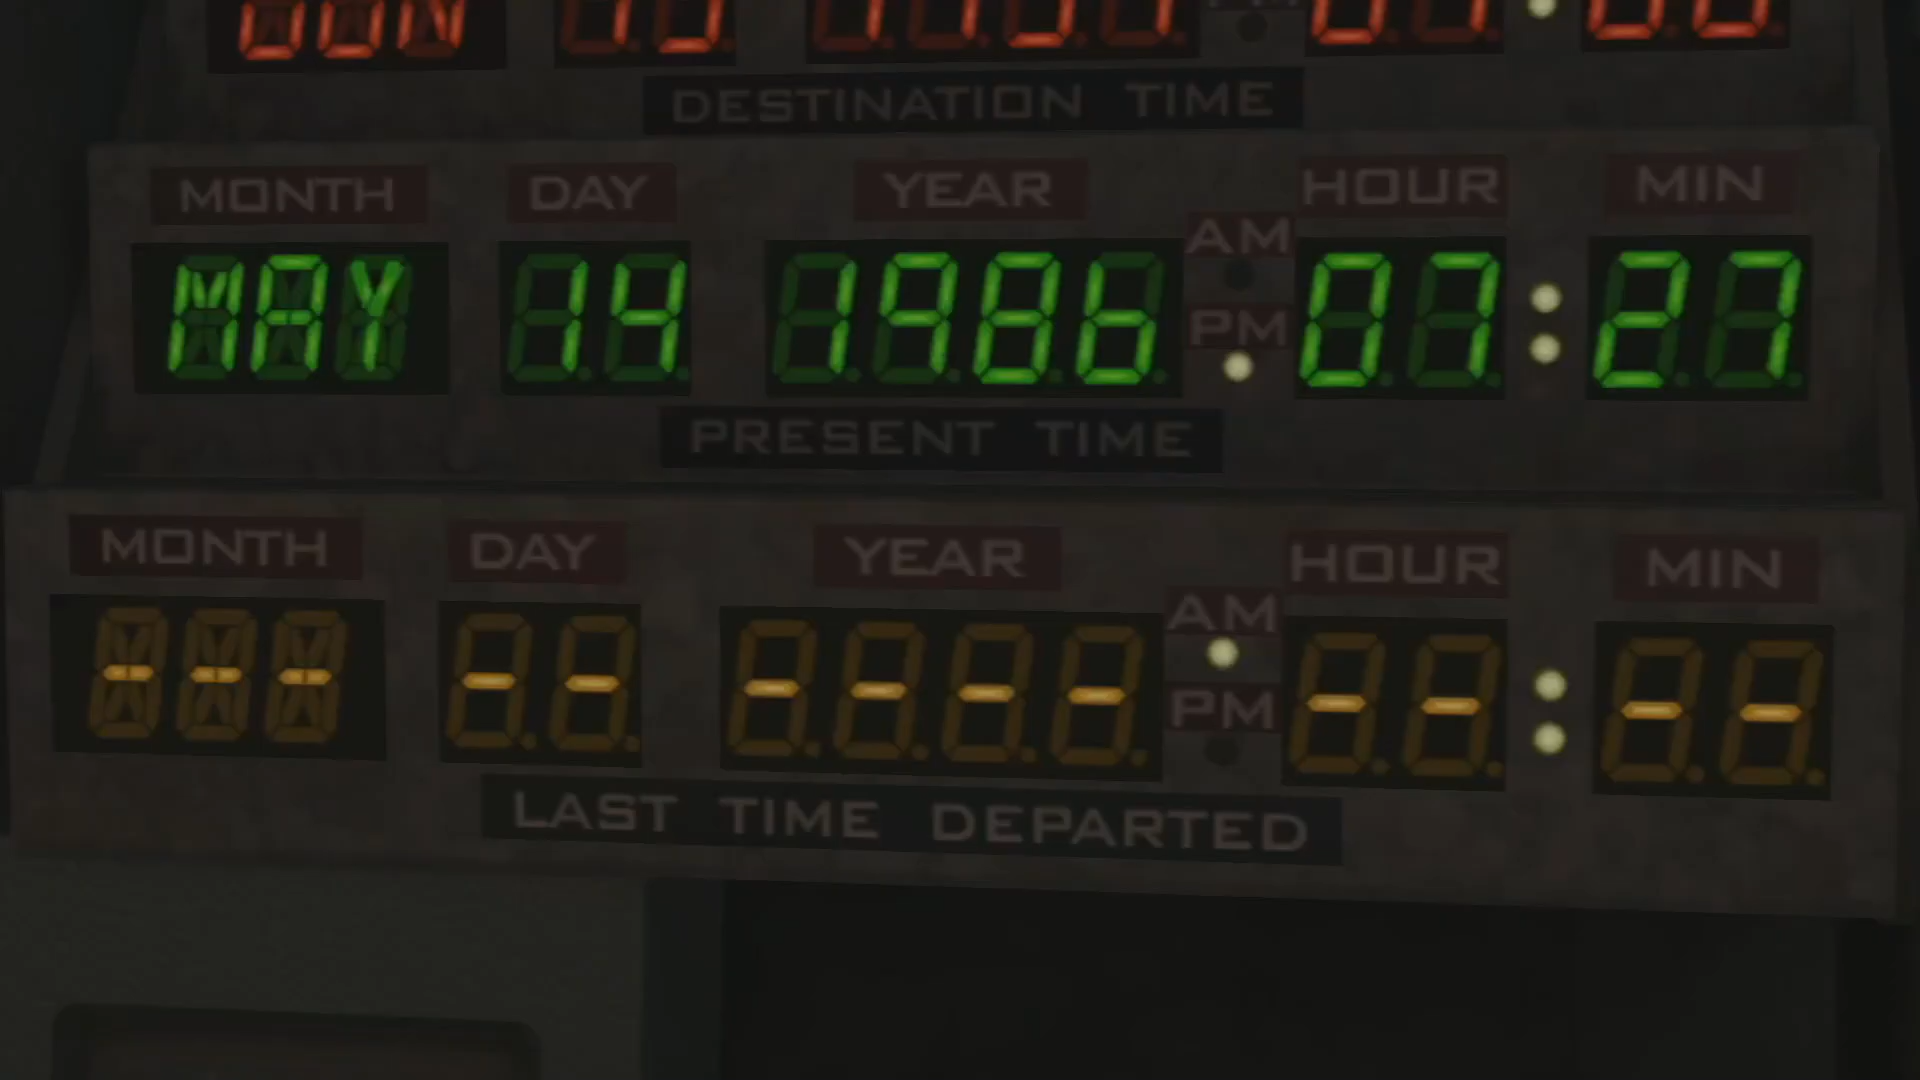 JUN
DESTINATION TIME
MONTH DAY YEAR AM PM HOUR MIN
MAY 14 1986 07:27
PRESENT TIME
MONTH DAY YEAR AM PM HOUR MIN
--- -- ---- --:--
LAST TIME DEPARTED